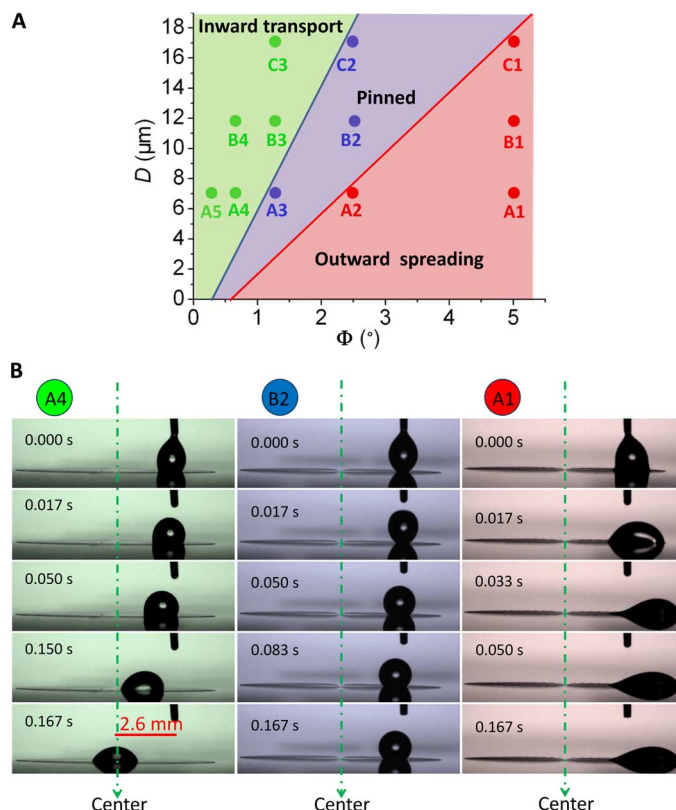 A
Inward transport
18
16
14
12
10
8
6
4
2
0
D (μm)
C3
C2
C1
Pinned
B4
B3
B2
B1
A5
A4
A3
A2
A1
Outward spreading
0
1
2
3
4
5
Φ (°)
B
A4
B2
A1
0.000 s
0.000 s
0.000 s
0.017 s
0.017 s
0.017 s
0.050 s
0.050 s
0.033 s
0.150 s
0.083 s
0.050 s
0.167 s
2.6 mm
0.167 s
0.167 s
Center
Center
Center